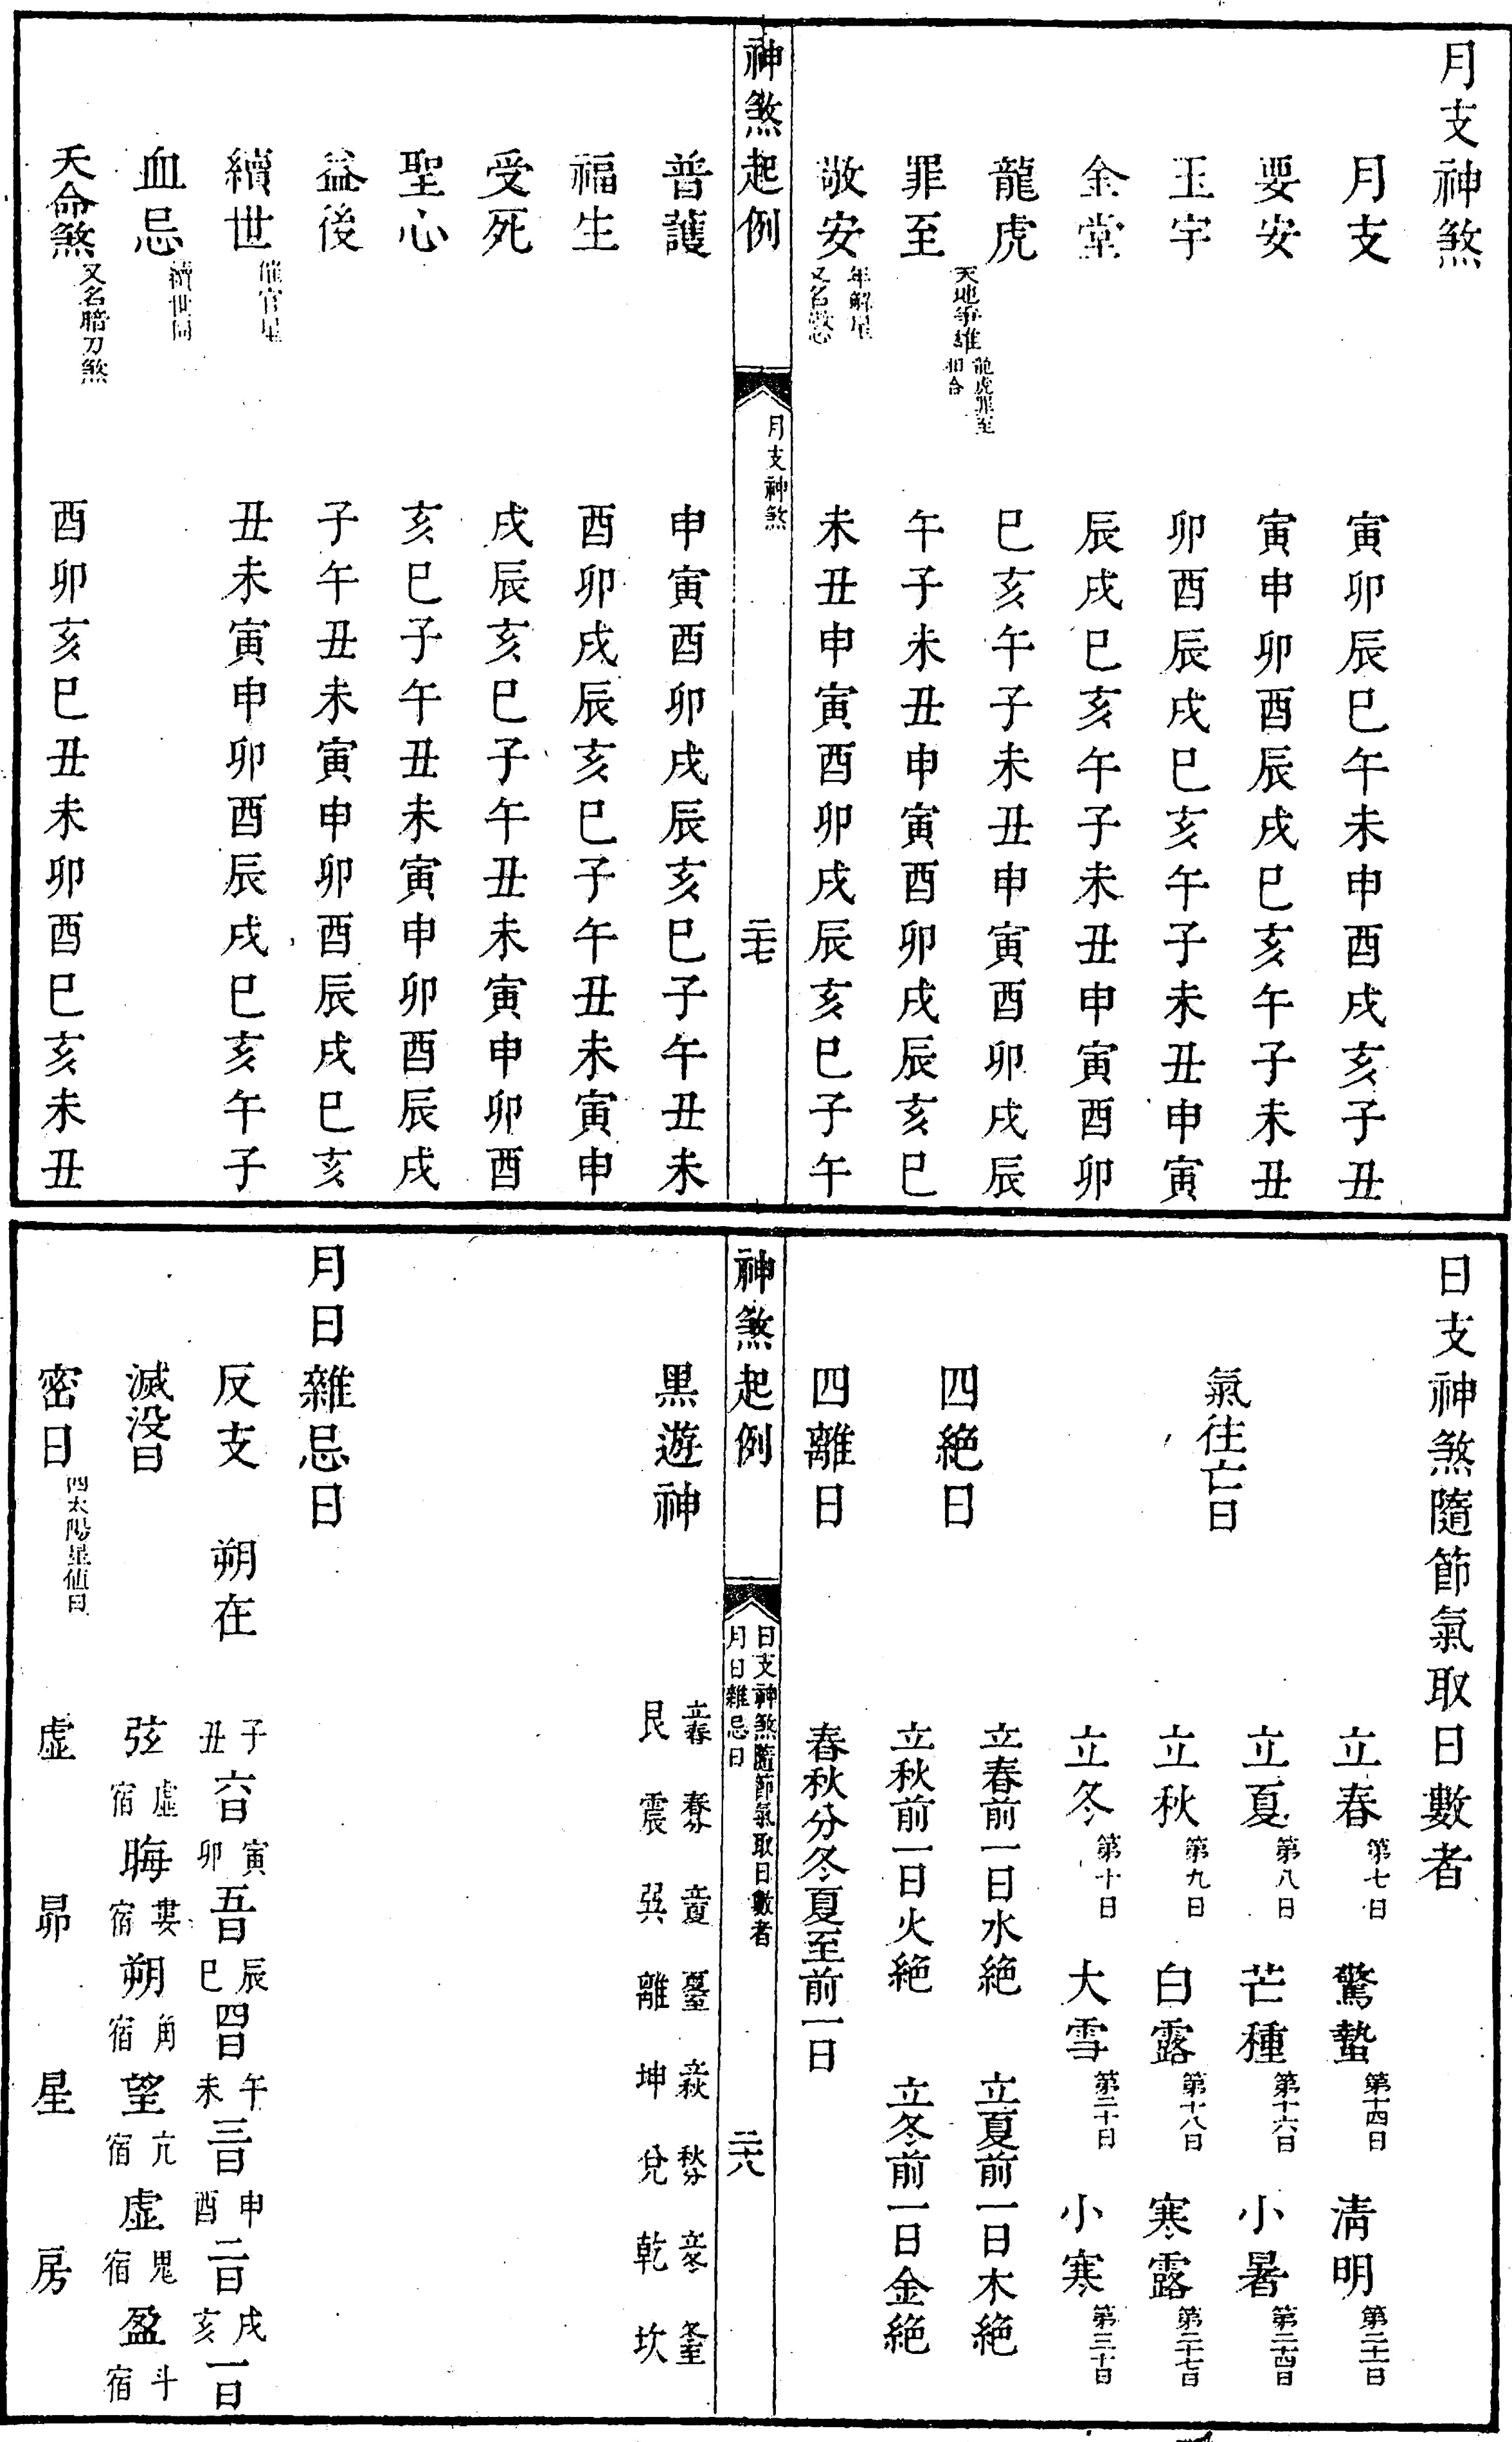 月支神煞
月支 寅卯辰巳午未申酉戌亥子丑
要安 寅申卯酉辰戌巳亥午子未丑
玉宇 卯酉辰戌巳亥午子未丑申寅
金堂 辰戌巳亥午子未丑申寅酉卯
龍虎 巳亥午子未丑申寅酉卯戌辰
罪至 天地爭雄 龍虎罪至相合 午子未丑申寅酉卯戌辰亥巳
敬安 年解星 又名 未丑申寅酉卯戌辰亥巳子午
神煞起例 月支神煞 二十七
普護 申寅酉卯戌辰亥巳子午丑未
福生 酉卯戌辰亥巳子午丑未寅申
受死 戌辰亥巳子午丑未寅申卯酉
聖心 亥巳子午丑未寅申卯酉辰戌
益後 子午丑未寅申卯酉辰戌巳亥
續世 催官星 丑未寅申卯酉辰戌巳亥午子
血忌 續世同
天命煞 又名暗刀煞 酉卯亥巳丑未卯酉巳亥未丑
日支神煞隨節氣取日數者
氣往亡日
立春 第七日 驚蟄 第十四日 清明 第二十一日
立夏 第八日 芒種 第十六日 小暑 第二十四日
立秋 第九日 白露 第十八日 寒露 第二十七日
立冬 第十日 大雪 第二十日 小寒 第三十日
四絶日
立春前一日水絶 立夏前一日木絶
立秋前一日火絶 立冬前一日金絶
四離日 春秋分冬夏至前一日
神煞起例 日支神煞隨節氣取日數者 月日雜忌日 二十八
黒遊神
立春 春分 立夏 夏至 立秋 秋分 立冬 冬至
艮 震 巽 離 坤 兌 乾 坎
月日雜忌日
反支 朔在 子丑 六日 寅卯 五日 辰巳 四日 午未 三日 申酉 二日 戌亥 一日
滅没日 弦 虛宿 晦 婁宿 朔 角宿 望 亢宿 虛 鬼宿 盈 斗宿
密日 四太陽星值日 虛 昴 星 房